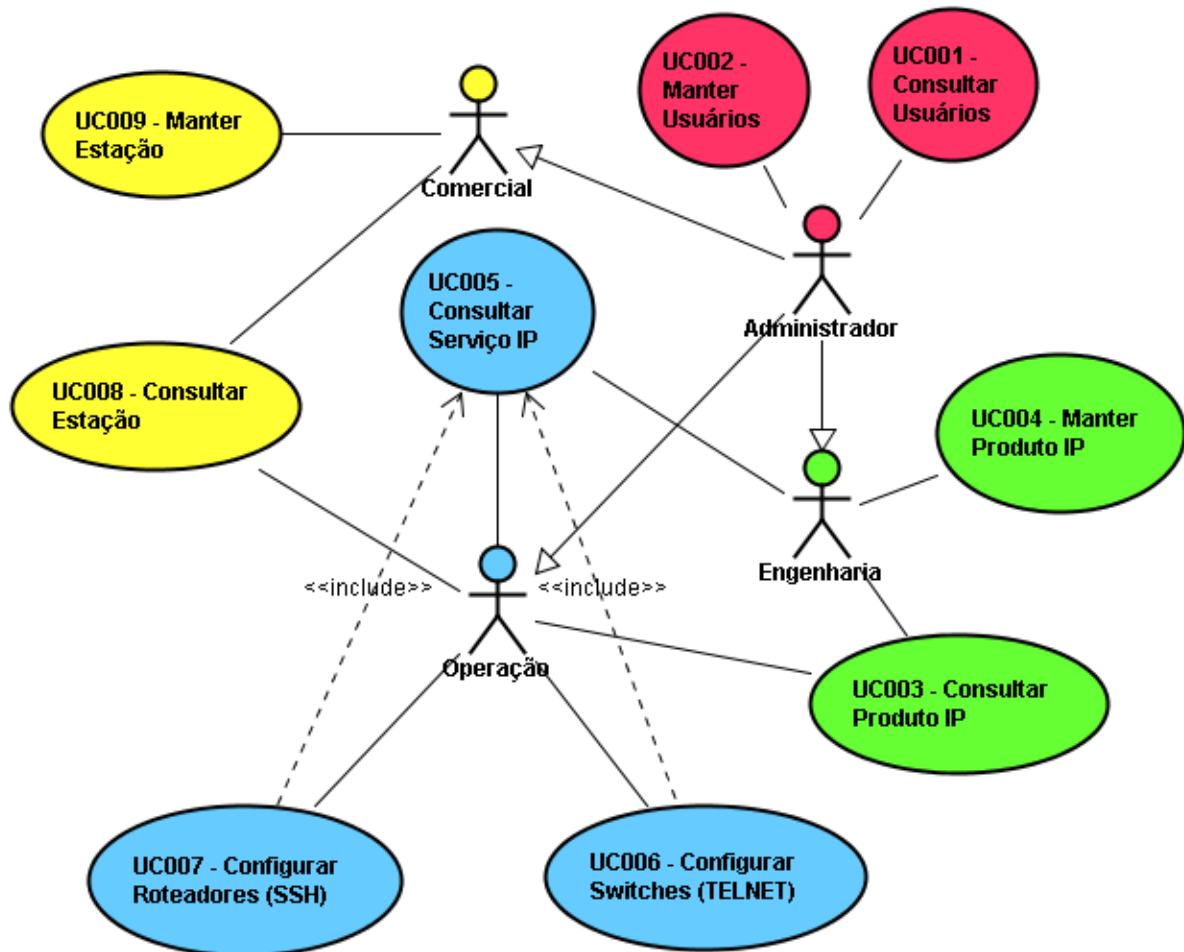 UC002 -
Manter
Usuários
UC001 -
Consultar
Usuários
UC009 - Manter
Estação
Comercial
UC005 -
Consultar
Serviço IP
Administrador
UC008 - Consultar
Estação
UC004 - Manter
Produto IP
Engenharia
<<include>>
<<include>>
Operação
UC003 - Consultar
Produto IP
UC007 - Configurar
Roteadores (SSH)
UC006 - Configurar
Switches (TELNET)